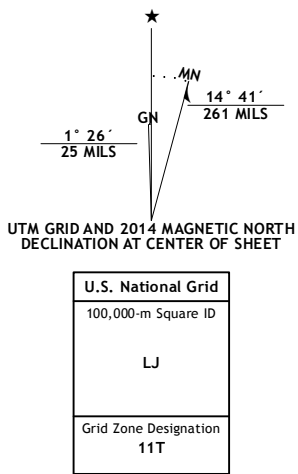 ★
MN
GN
14° 41´
261 MILS
1° 26´
25 MILS
UTM GRID AND 2014 MAGNETIC NORTH
DECLINATION AT CENTER OF SHEET
U.S. National Grid
100,000-m Square ID
LJ
Grid Zone Designation
11T